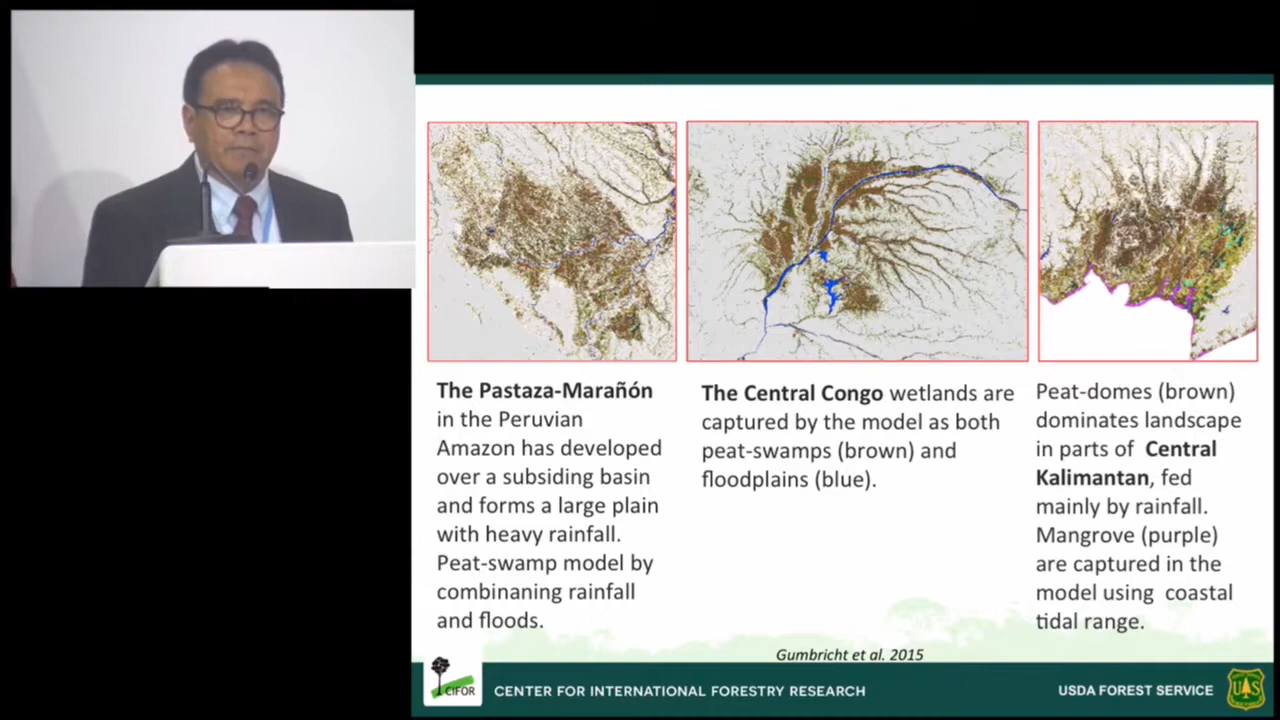 The Pastaza-Marañón
in the Peruvian
Amazon has developed
over a subsiding basin
and forms a large plain
with heavy rainfall.
Peat-swamp model by
combinaning rainfall
and floods.
The Central Congo wetlands are
captured by the model as both
peat-swamps (brown) and
floodplains (blue).
Peat-domes (brown)
dominates landscape
in parts of Central
Kalimantan, fed
mainly by rainfall.
Mangrove (purple)
are captured in the
model using coastal
tidal range.
Gumbricht et al. 2015
CIFOR
CENTER FOR INTERNATIONAL FORESTRY RESEARCH
USDA FOREST SERVICE
U S